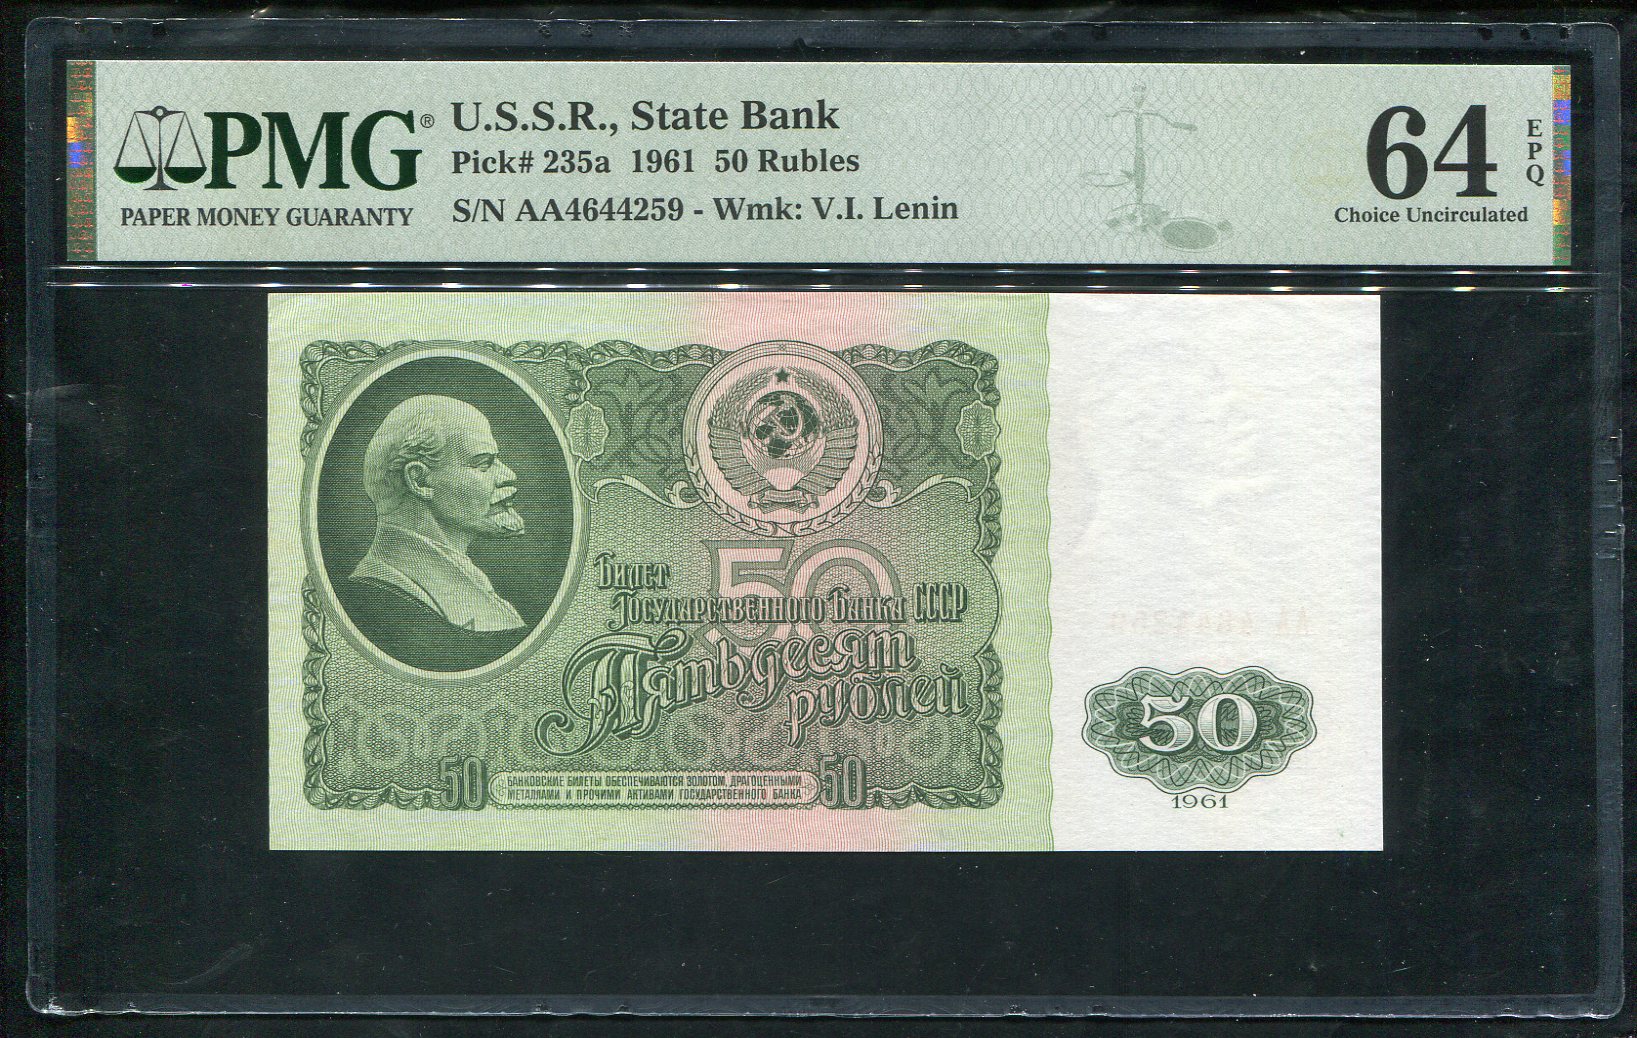 PMG®
PAPER MONEY GUARANTY
U.S.S.R., State Bank
Pick# 235a 1961 50 Rubles
S/N AA4644259 - Wmk: V.I. Lenin
64
EPQ
Choice Uncirculated
50
Билет
Государственного Банка СССР
Пятьдесят
рублей
50
БАНКОВСКИЕ БИЛЕТЫ ОБЕСПЕЧИВАЮТСЯ ЗОЛОТОМ, ДРАГОЦЕННЫМИ
МЕТАЛЛАМИ И ПРОЧИМИ АКТИВАМИ ГОСУДАРСТВЕННОГО БАНКА
50
50
1961